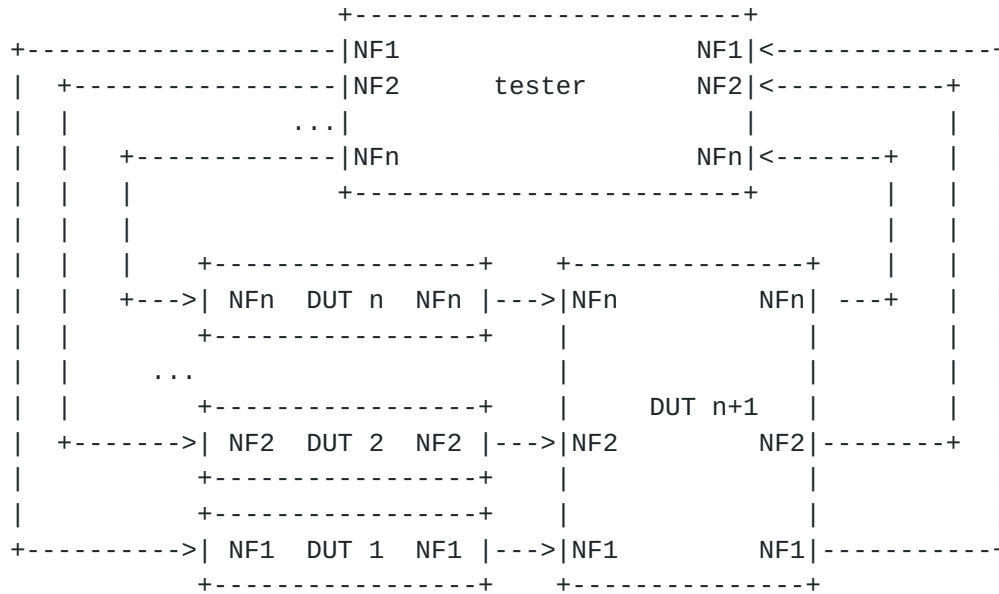 NF1 NF1
NF2 tester NF2
...
NFn NFn
NFn DUT n NFn NFn NFn
...
DUT n+1
NF2 DUT 2 NF2 NF2 NF2
NF1 DUT 1 NF1 NF1 NF1